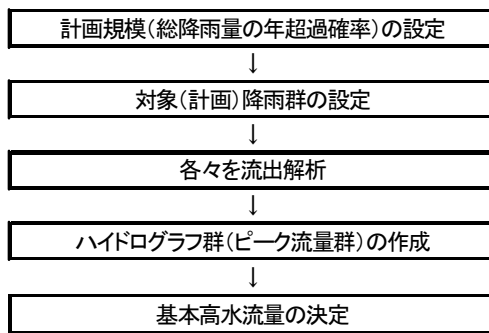 計画規模(総降雨量の年超過確率)の設定
↓
対象(計画)降雨群の設定
↓
各々を流出解析
↓
ハイドログラフ群(ピーク流量群)の作成
↓
基本高水流量の決定